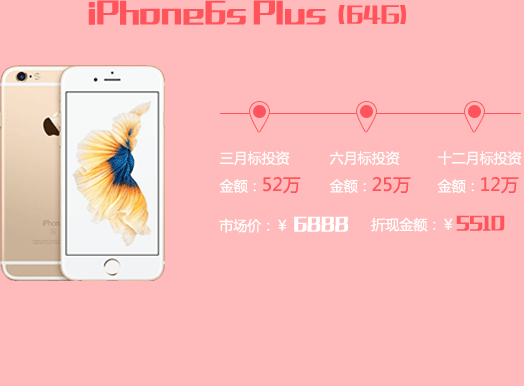 iPhone6s Plus (64G)
三月标投资 六月标投资 十二月标投资
金额：52万 金额：25万 金额：12万
市场价：￥ 6888 折现金额：￥ 5510
iPhone